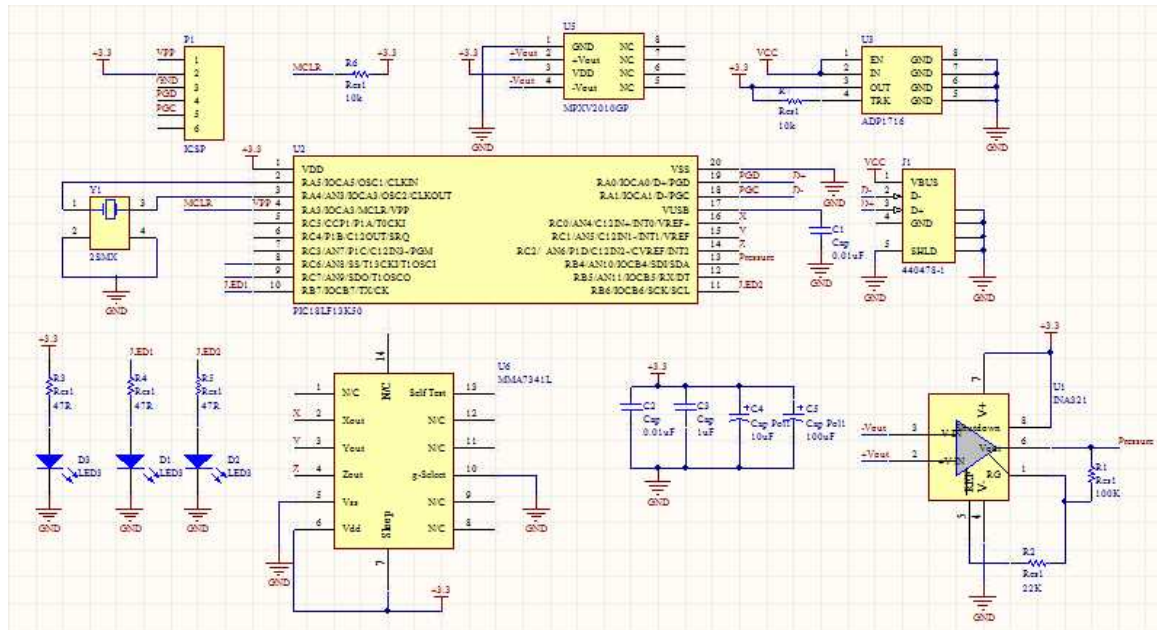 P1
+3.3
VPP
GND
PGD
PGC
1
2
3
4
5
6
ICSP
MCLR
R6
Res1
10k
+3.3
U5
+3.3
+Vout
-Vout
1 GND NC 8
2 +Vout NC 7
3 VDD NC 6
4 -Vout NC 5
MPXV2010GP
GND
U3
VCC
+3.3
1 EN GND 8
2 IN GND 7
3 OUT GND 6
4 TRK GND 5
Res1
10k
ADP1716
GND
U2
+3.3
1 VDD VSS 20
2 RA5/IOCA5/OSC1/CLKIN RA0/IOCA0/D+/PGD 19 PGD D+
3 RA4/AN3/IOCA3/OSC2/CLKOUT RA1/IOCA1/D-/PGC 18 PGC D-
MCLR VPP 4 RA3/IOCA3/MCLR/VPP VUSB 17
5 RC5/CCP1/P1A/T0CKI RC0/AN4/C12IN+/INT0/VREF+ 16 X
6 RC4/P1B/C12OUT/SRQ RC1/AN5/C12IN1-/INT1/VREF 15 Y
7 RC3/AN7/P1C/C12IN3-/PGM RC2/ AN6/P1D/C12IN2-/CVREF/INT2 14 Z
8 RC6/AN8/SS/T13CKI/T1OSCI RB4/AN10/IOCB4/SDI/SDA 13 Pressure
9 RC7/AN9/SDO/T1OSCO RB5/AN11/IOCB5/RX/DT 12
LED1 10 RB7/IOCB7/TX/CK RB6/IOCB6/SCK/SCL 11 LED2
PIC18LF13K50
Y1
1
3
2
4
2SMX
GND
GND
C1
Cap
0.01uF
GND
J1
VCC
D-
D+
1 VBUS
2 D-
3 D+
4 GND
5 SHLD
440478-1
GND
GND
+3.3
LED1
LED2
R3
Res1
47R
R4
Res1
47R
R5
Res1
47R
D3
LED3
D1
LED3
D2
LED3
GND
GND
GND
14
N/C
U6
MMA7341L
1 N/C Self Test 13
X 2 Xout N/C 12
Y 3 Yout N/C 11
Z 4 Zout g-Select 10
5 Vss N/C 9
6 Vdd N/C 8
Sleep
7
GND
GND
+3.3
+3.3
C2
Cap
0.01uF
C3
Cap
1uF
C4
Cap Pol1
10uF
C5
Cap Pol1
100uF
GND
+3.3
U1
INA321
7
V+
8
Vout 6 Pressure
RG 1
-Vout 3
+Vout 2
REF
V-
5
4
R1
Res1
100K
R2
Res1
22K
GND